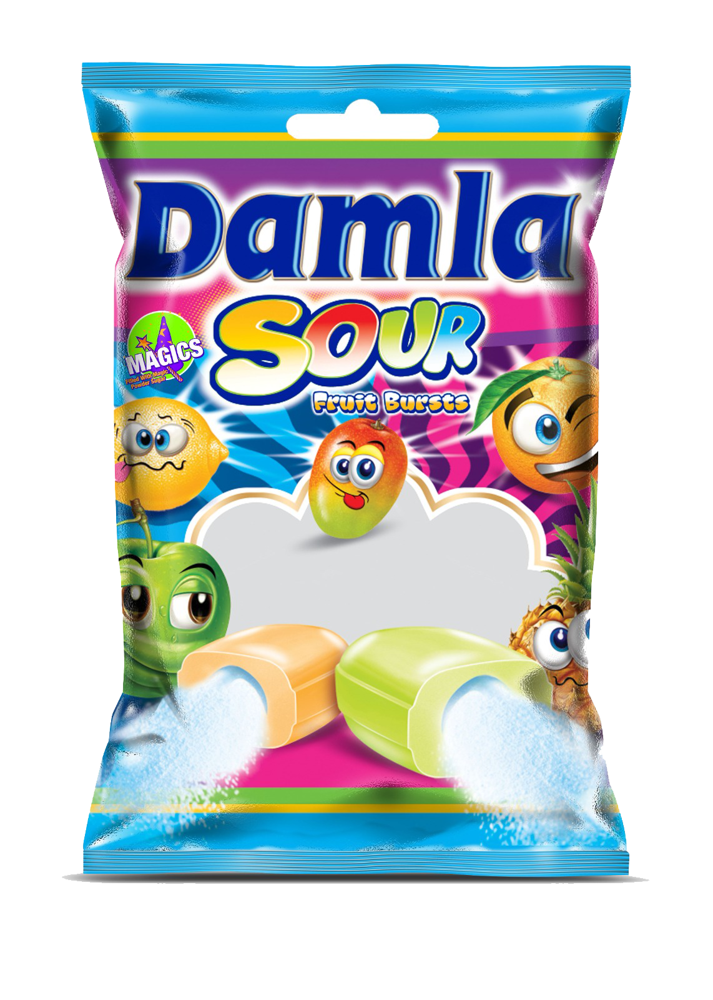 Damla
SOUR
Fruit Bursts
MAGICS
Filled With Magic
Powder Sugar